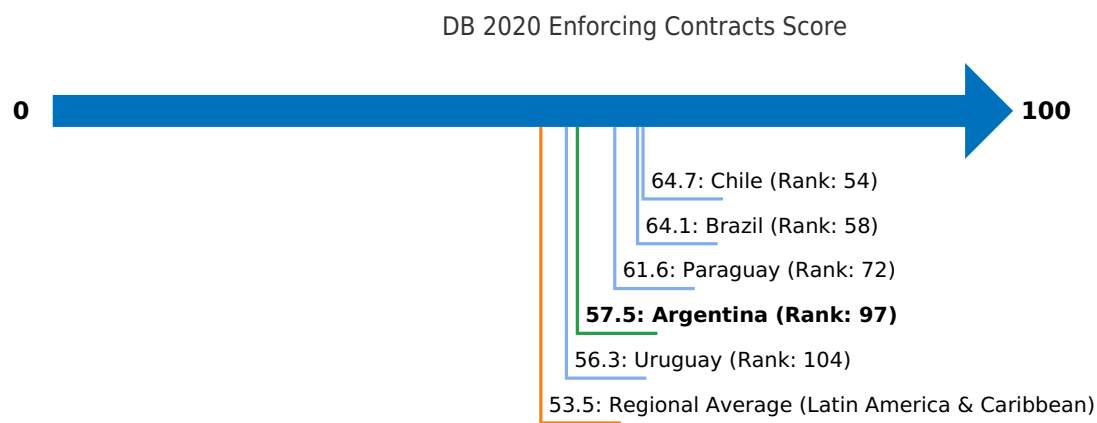 DB 2020 Enforcing Contracts Score
0
100
64.7: Chile (Rank: 54)
64.1: Brazil (Rank: 58)
61.6: Paraguay (Rank: 72)
57.5: Argentina (Rank: 97)
56.3: Uruguay (Rank: 104)
53.5: Regional Average (Latin America & Caribbean)